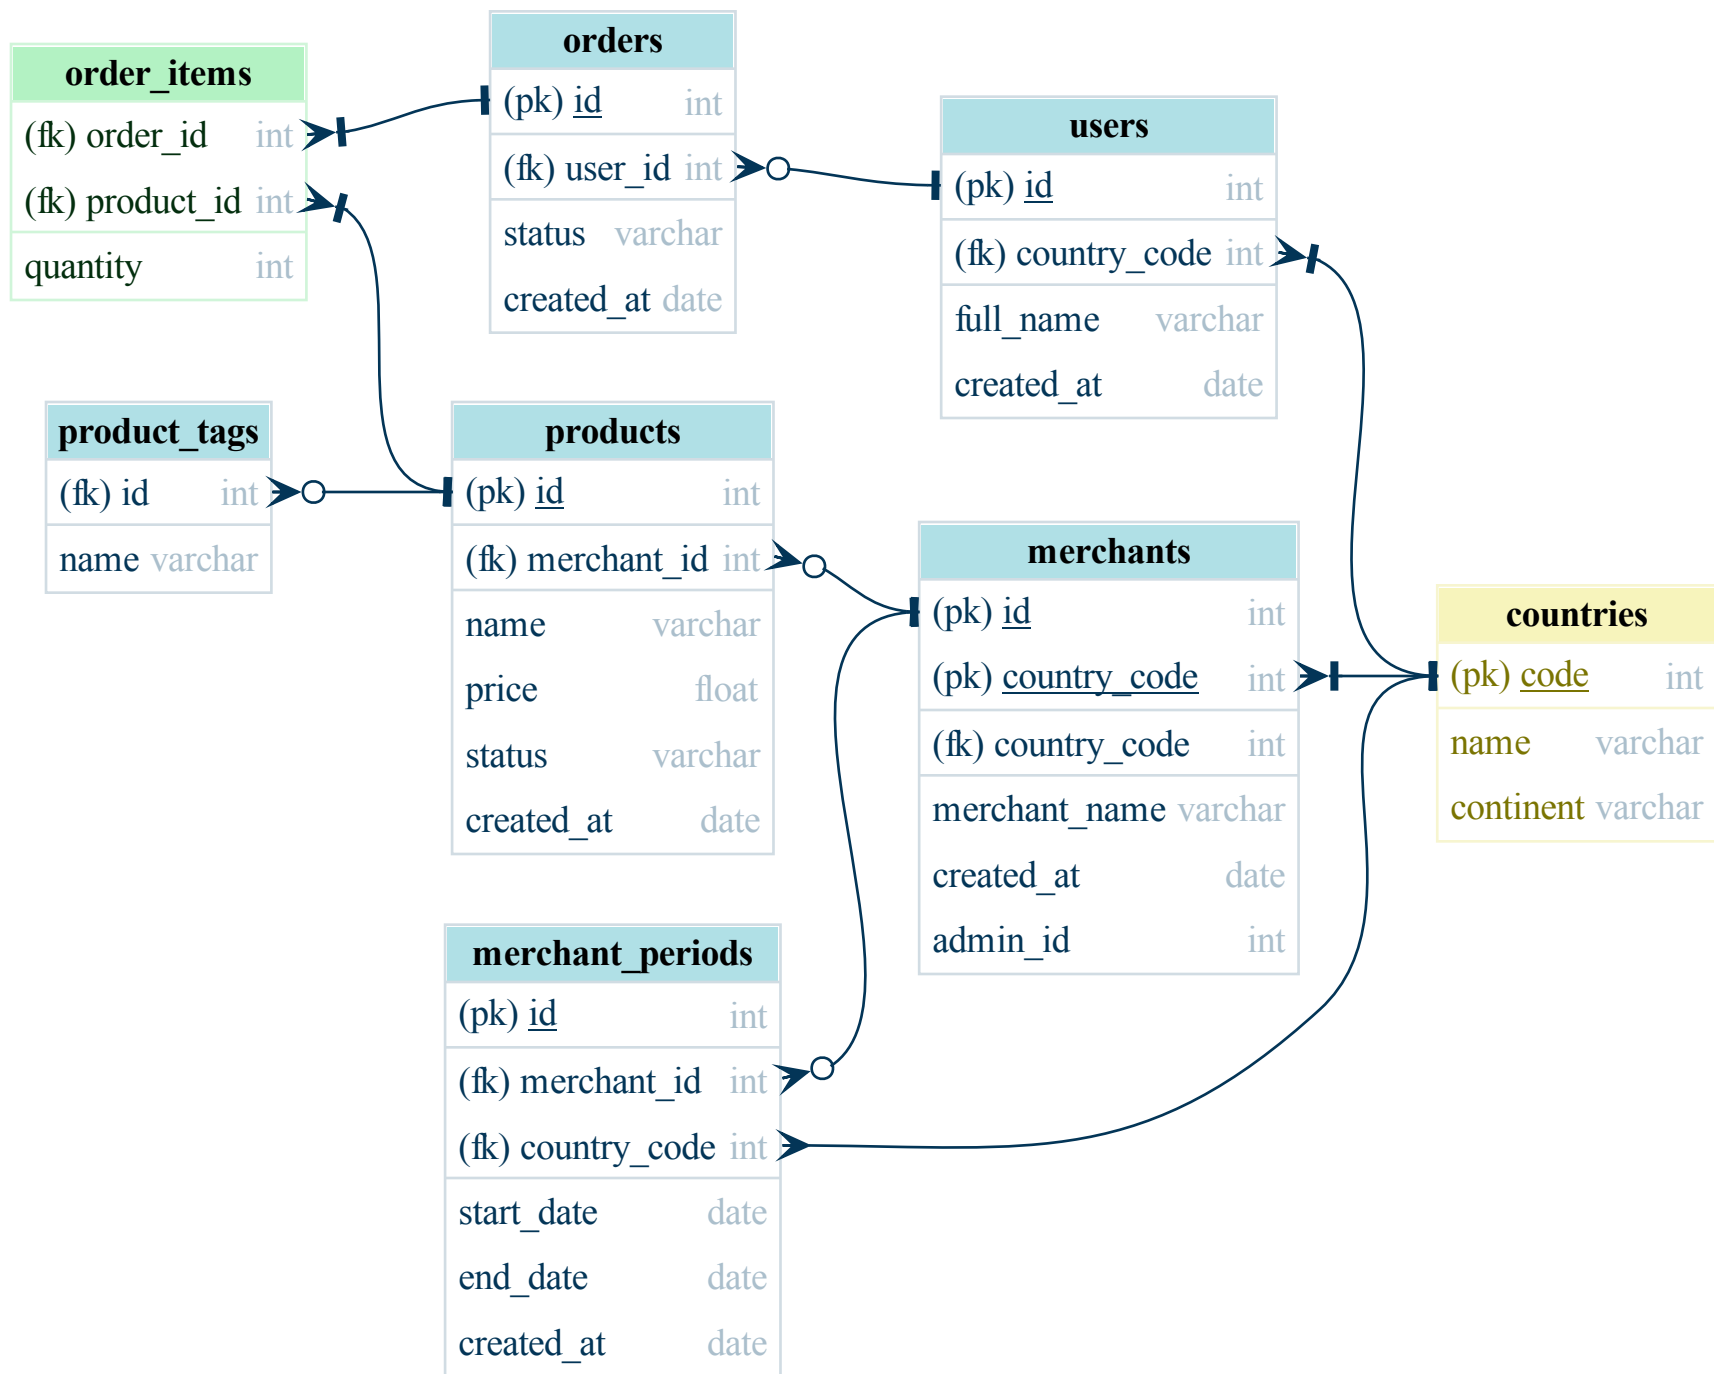 order_items
(fk) order_id int
(fk) product_id int
quantity int
orders
(pk) id int
(fk) user_id int
status varchar
created_at date
users
(pk) id int
(fk) country_code int
full_name varchar
created_at date
product_tags
(fk) id int
name varchar
products
(pk) id int
(fk) merchant_id int
name varchar
price float
status varchar
created_at date
merchants
(pk) id int
(pk) country_code int
(fk) country_code int
merchant_name varchar
created_at date
admin_id int
countries
(pk) code int
name varchar
continent varchar
merchant_periods
(pk) id int
(fk) merchant_id int
(fk) country_code int
start_date date
end_date date
created_at date